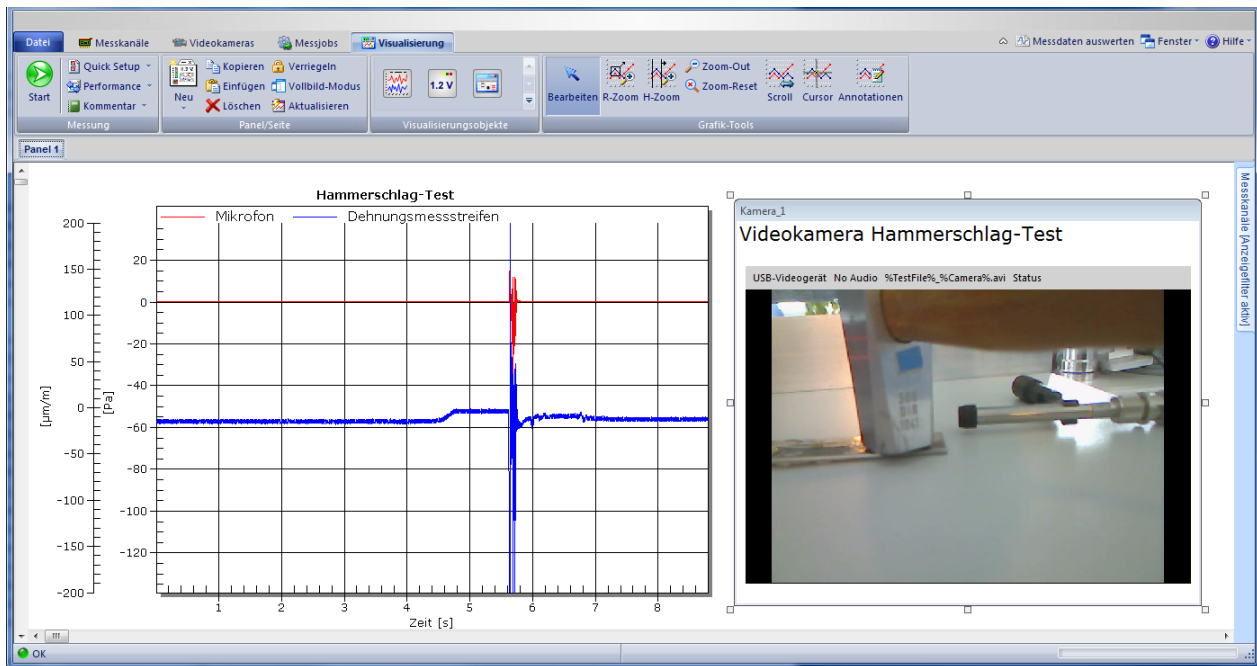 Datei Messkanäle Videokameras Messjobs Visualisierung Messdaten auswerten Fenster Hilfe
Start
Quick Setup
Performance
Kommentar
Messung
Neu
Kopieren Verriegeln
Einfügen Vollbild-Modus
Löschen Aktualisieren
Panel/Seite
1.2 V
Visualisierungsobjekte
Bearbeiten R-Zoom H-Zoom
Zoom-Out
Zoom-Reset
Scroll Cursor Annotationen
Grafik-Tools
Panel 1
Hammerschlag-Test
Mikrofon Dehnungsmessstreifen
200
150
100
50
0
-50
-100
-150
-200
[µm/m]
20
0
-20
-40
-60
-80
-100
-120
[Pa]
1 2 3 4 5 6 7 8
Zeit [s]
Kamera_1
Videokamera Hammerschlag-Test
USB-Videogerät No Audio %TestFile%_%Camera%.avi Status
Messkanäle [Anzeigefilter aktiv]
OK